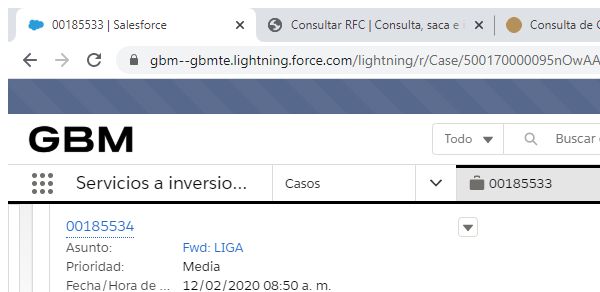 00185533 | Salesforce
Consultar RFC | Consulta, saca e
Consulta de C
gbm--gbmte.lightning.force.com/lightning/r/Case/500170000095nOwAA
GBM
Todo
Buscar
Servicios a inversio...
Casos
00185533
00185534
Asunto: Fwd: LIGA
Prioridad: Media
Fecha/Hora de ... 12/02/2020 08:50 a. m.